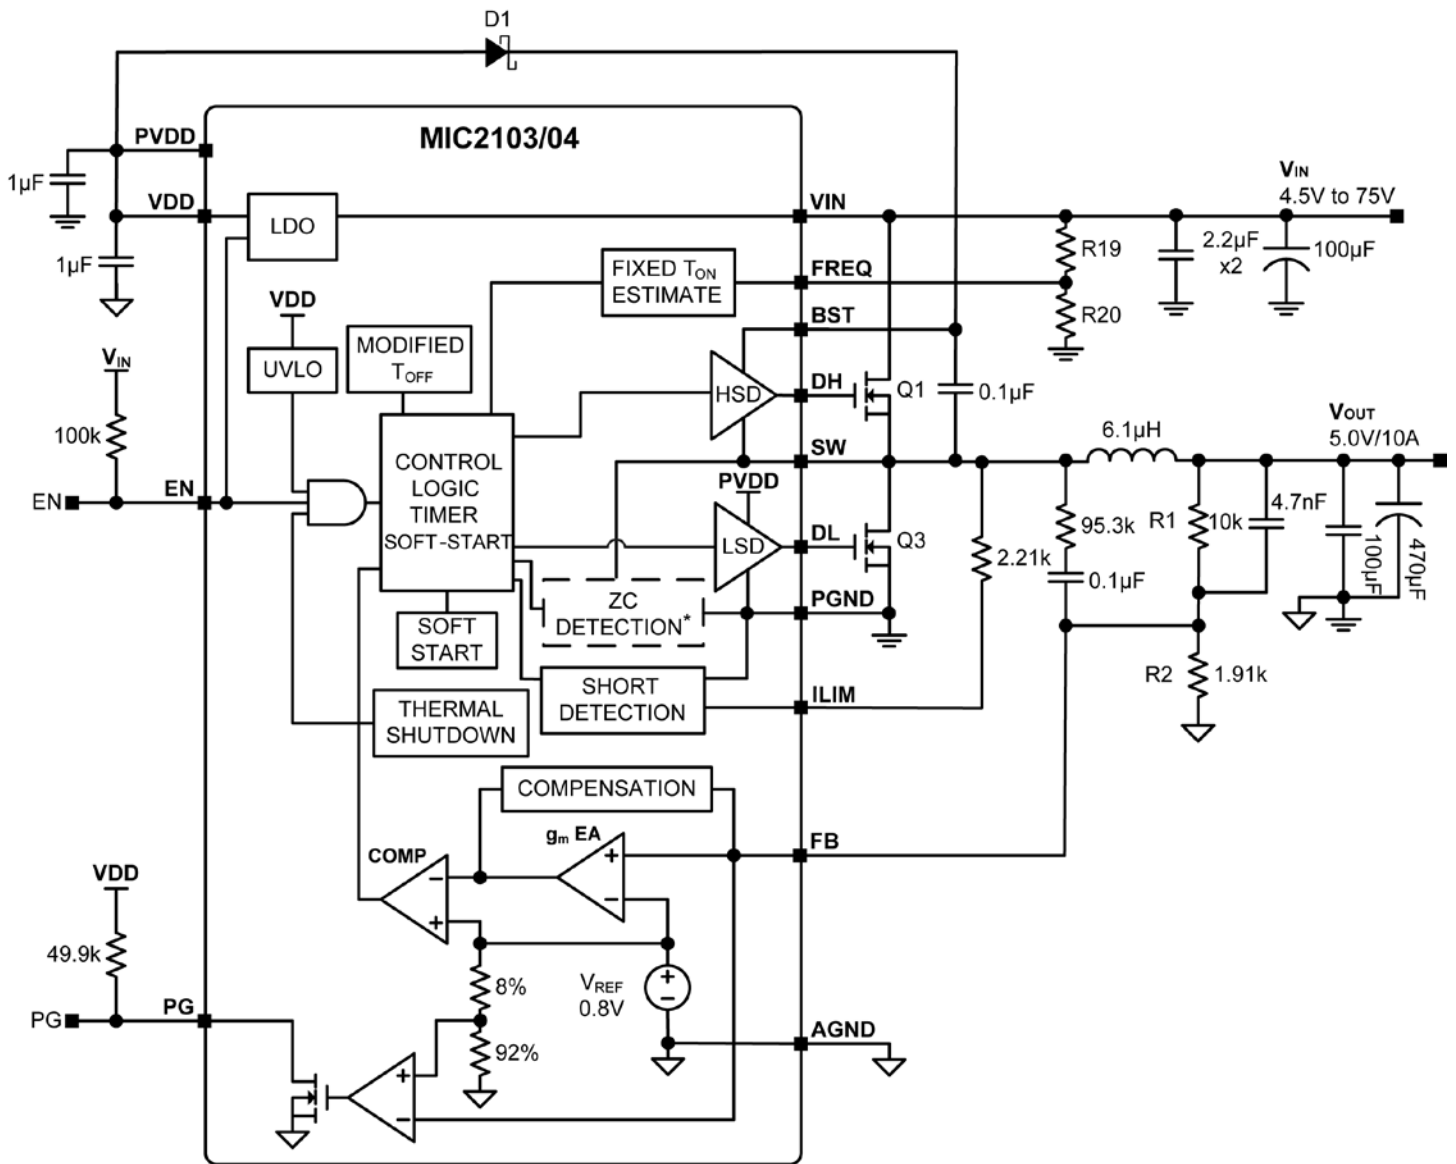 D1
MIC2103/04
PVDD
1µF
VDD
LDO
VIN
VIN
4.5V to 75V
1µF
FIXED TON
ESTIMATE
FREQ
R19
2.2µF
x2
100µF
R20
VDD
BST
VIN
UVLO
MODIFIED
TOFF
HSD
DH
Q1
0.1µF
VOUT
5.0V/10A
100k
6.1µH
SW
CONTROL
LOGIC
TIMER
SOFT-START
PVDD
EN
EN
LSD
DL
Q3
2.21k
95.3k
R1
10k
4.7nF
100µF
470µF
0.1µF
ZC
DETECTION*
PGND
SOFT
START
R2
1.91k
SHORT
DETECTION
ILIM
THERMAL
SHUTDOWN
COMPENSATION
gm EA
COMP
+
−
FB
−
+
VDD
49.9k
8%
VREF
0.8V
+
−
PG
PG
92%
AGND
+
−